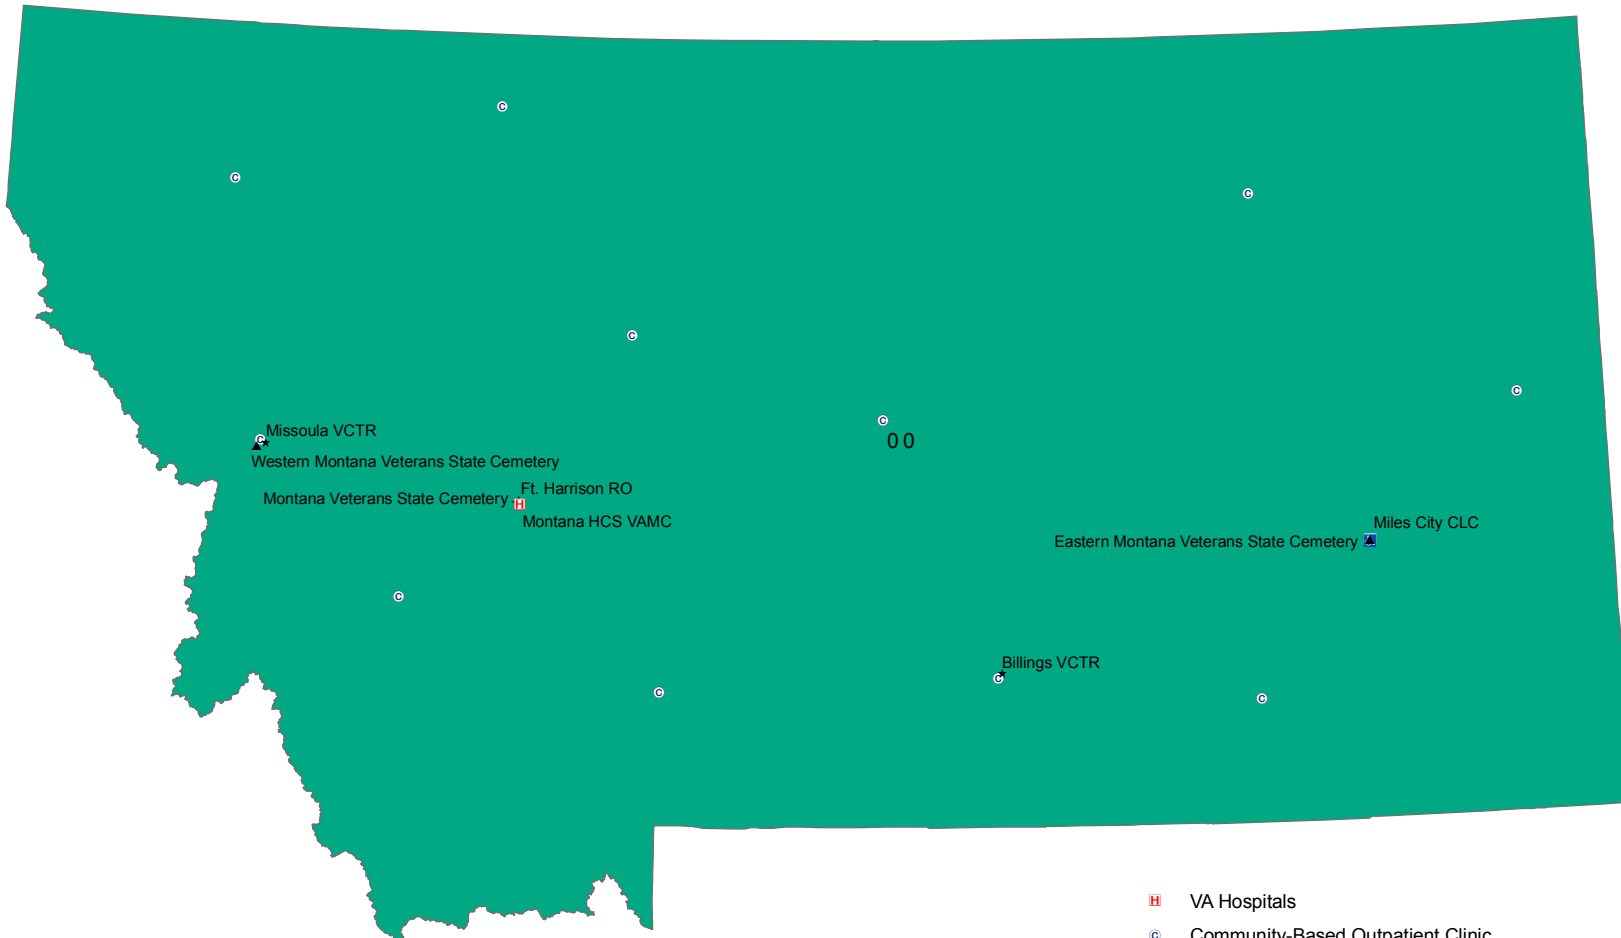 Missoula VCTR
Western Montana Veterans State Cemetery
0 0
Ft. Harrison RO
Montana Veterans State Cemetery
H
Montana HCS VAMC
Miles City CLC
Eastern Montana Veterans State Cemetery
Billings VCTR
H VA Hospitals
C Community-Based Outpatient Clinic